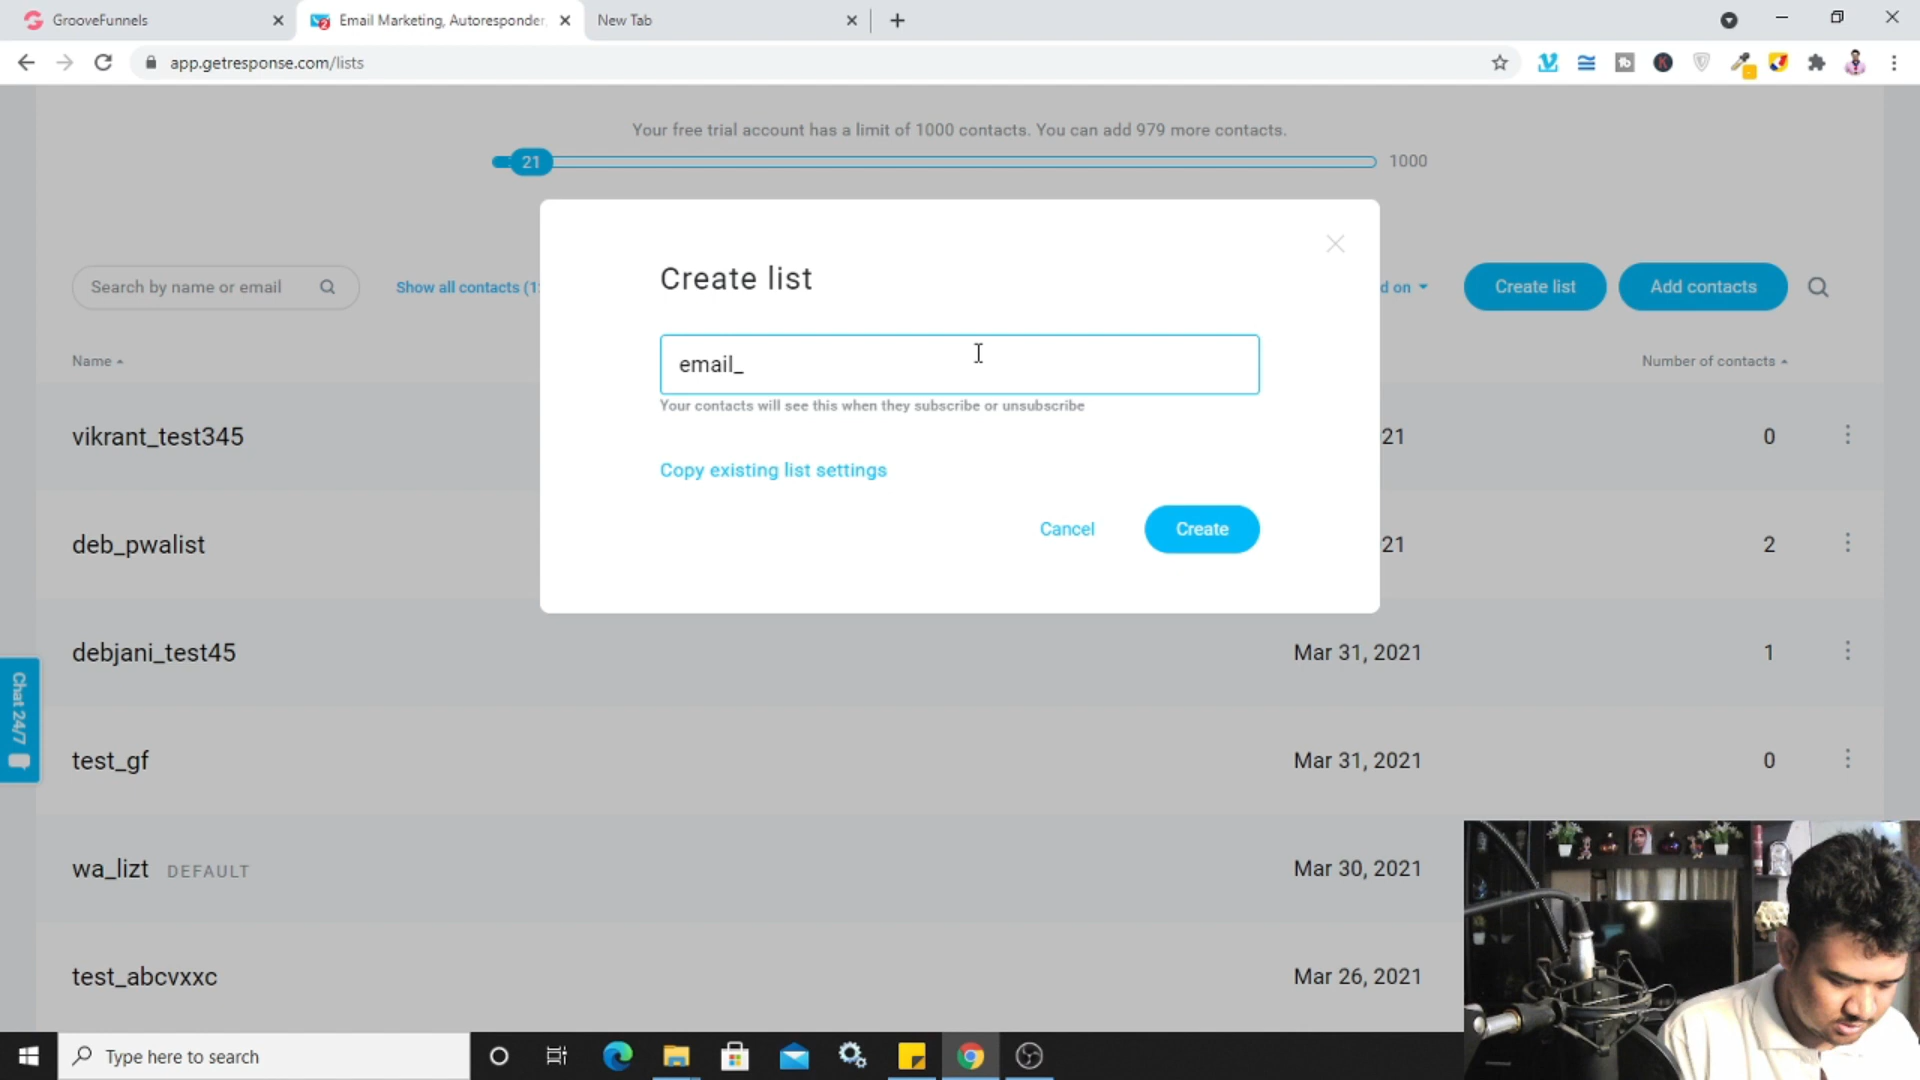 GrooveFunnels
Email Marketing, Autoresponder,
New Tab
app.getresponse.com/lists
Your free trial account has a limit of 1000 contacts. You can add 979 more contacts.
21
1000
Search by name or email
Show all contacts (1
d on
Create list
Add contacts
Create list
email_
Your contacts will see this when they subscribe or unsubscribe
Copy existing list settings
Cancel
Create
Name
Number of contacts
vikrant_test345
21
0
deb_pwalist
21
2
debjani_test45
Mar 31, 2021
1
test_gf
Mar 31, 2021
0
wa_lizt DEFAULT
Mar 30, 2021
test_abcvxxc
Mar 26, 2021
Chat 24/7
Type here to search